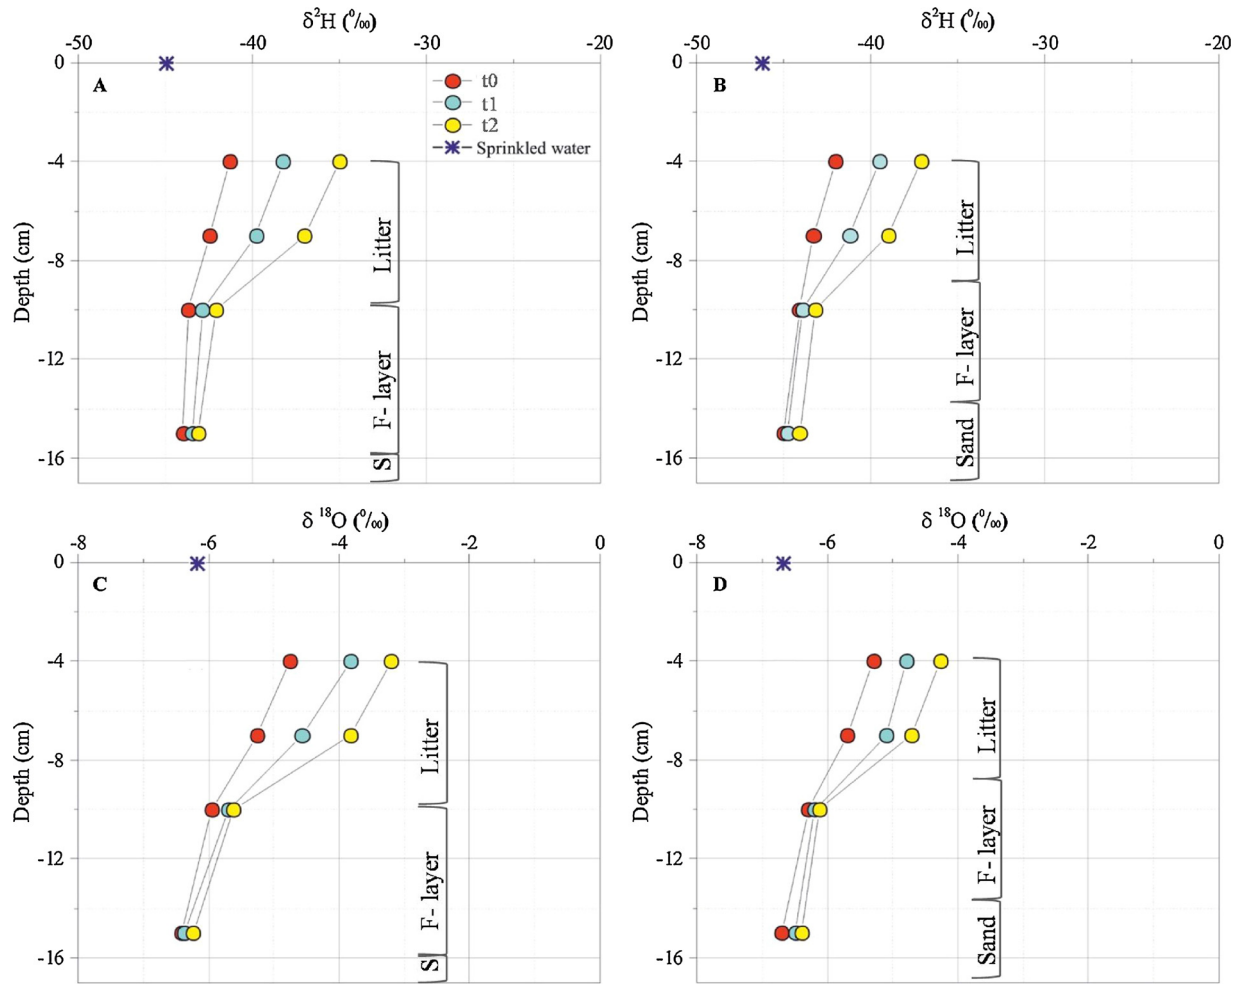 δ²H (‰)
-50 -40 -30 -20
0
A
t0
t1
t2
Sprinkled water
-4
-8
-12
-16
Depth (cm)
Litter
F- layer
S
δ²H (‰)
-50 -40 -30 -20
0
B
-4
-8
-12
-16
Depth (cm)
Litter
F- layer
Sand
δ ¹⁸O (‰)
-8 -6 -4 -2 0
0
C
-4
-8
-12
-16
Depth (cm)
Litter
F- layer
S
δ ¹⁸O (‰)
-8 -6 -4 -2 0
0
D
-4
-8
-12
-16
Depth (cm)
Litter
F- layer
Sand